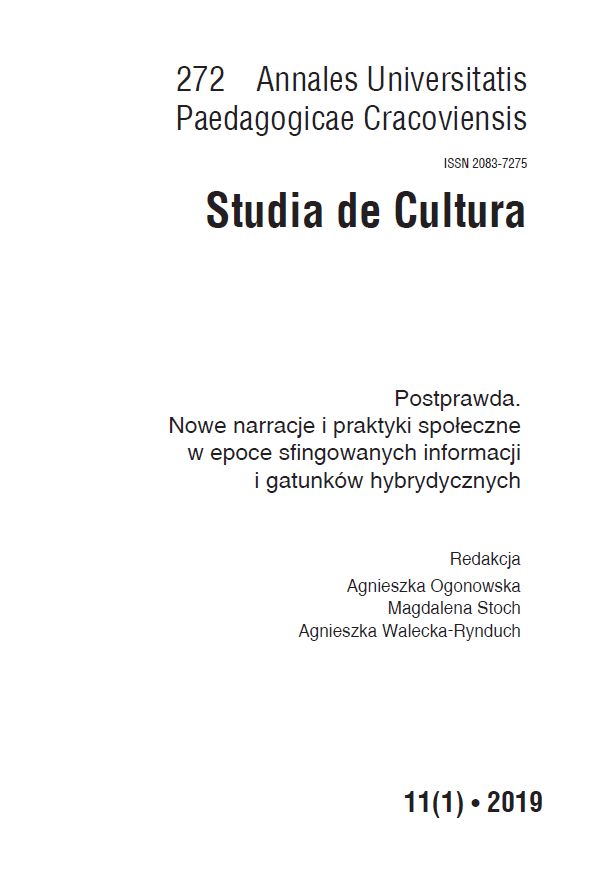 272 Annales Universitatis
Paedagogicae Cracoviensis
ISSN 2083-7275
Studia de Cultura
Postprawda.
Nowe narracje i praktyki społeczne
w epoce sfingowanych informacji
i gatunków hybrydycznych
Redakcja
Agnieszka Ogonowska
Magdalena Stoch
Agnieszka Walecka-Rynduch
11(1) • 2019